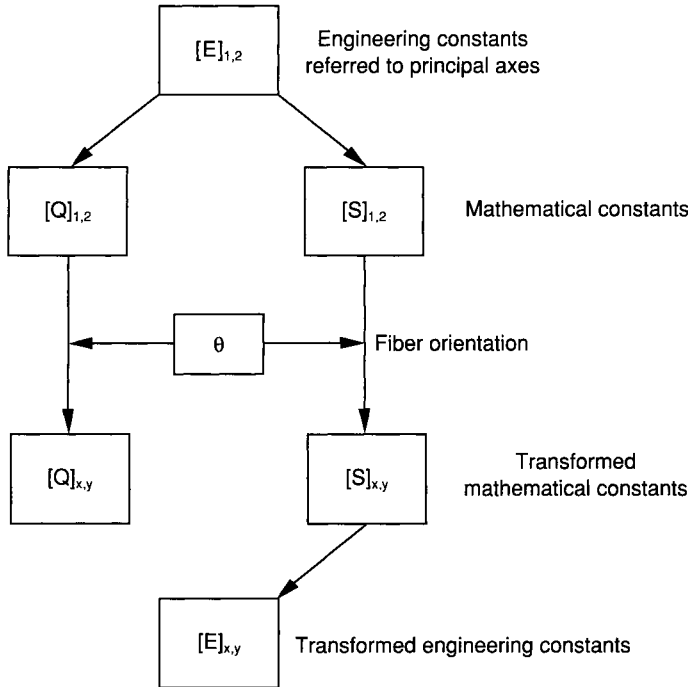 [E]1,2
Engineering constants
referred to principal axes
[Q]1,2
[S]1,2
Mathematical constants
θ
Fiber orientation
[Q]x,y
[S]x,y
Transformed
mathematical constants
[E]x,y
Transformed engineering constants